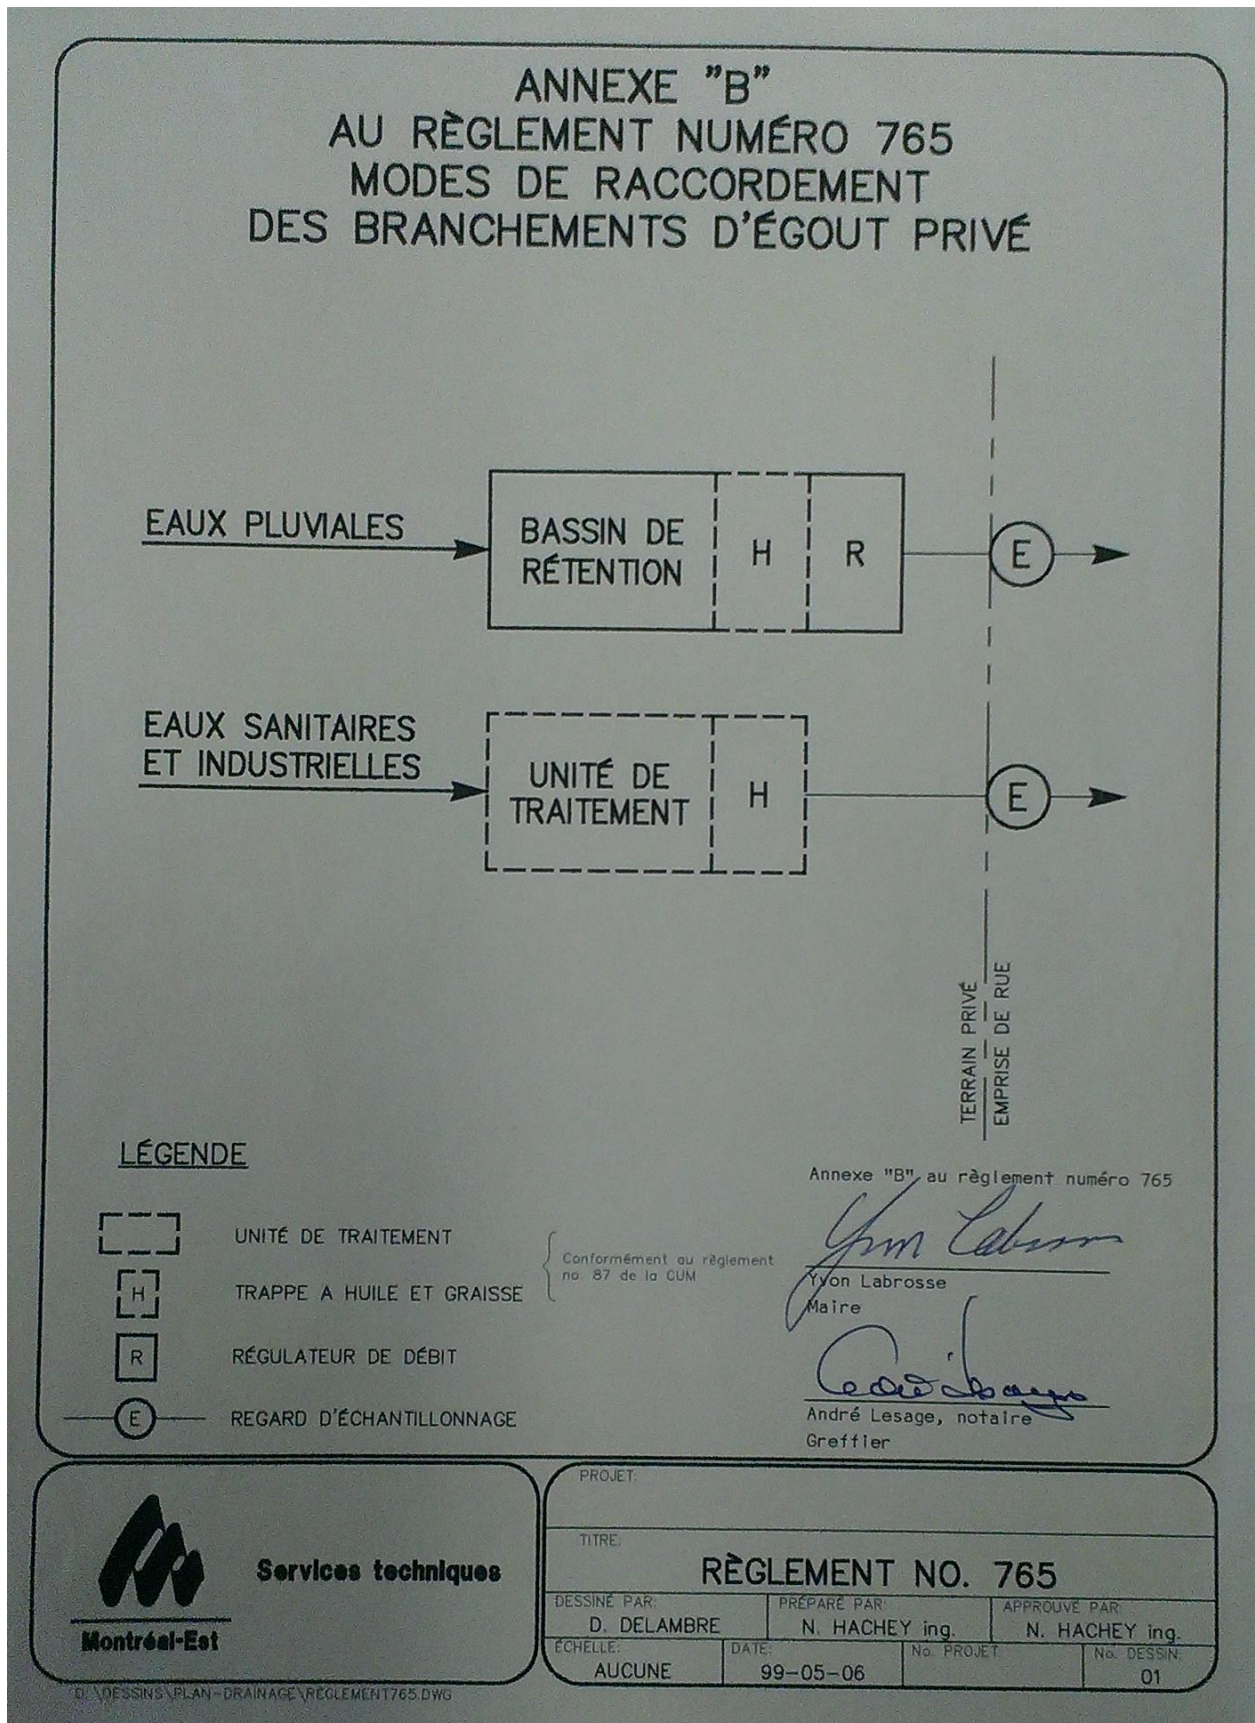 ANNEXE "B"
AU RÈGLEMENT NUMÉRO 765
MODES DE RACCORDEMENT
DES BRANCHEMENTS D'ÉGOUT PRIVÉ
EAUX PLUVIALES
BASSIN DE
RÉTENTION
H
R
E
EAUX SANITAIRES
ET INDUSTRIELLES
UNITÉ DE
TRAITEMENT
H
E
TERRAIN PRIVÉ
EMPRISE DE RUE
LÉGENDE
UNITÉ DE TRAITEMENT
H TRAPPE A HUILE ET GRAISSE
Conformément au règlement
no. 87 de la CUM
R RÉGULATEUR DE DÉBIT
E REGARD D'ÉCHANTILLONNAGE
Annexe "B" au règlement numéro 765
Yvon Labrosse
Yvon Labrosse
Maire
André Lesage, notaire
Greffier
Montréal-Est
Services techniques
PROJET:
TITRE:
RÈGLEMENT NO. 765
DESSINÉ PAR:
D. DELAMBRE
PRÉPARÉ PAR:
N. HACHEY ing.
APPROUVÉ PAR:
N. HACHEY ing.
ÉCHELLE:
AUCUNE
DATE:
99-05-06
No. PROJET:
No. DESSIN:
01
D:\DESSINS\PLAN-DRAINAGE\REGLEMENT765.DWG